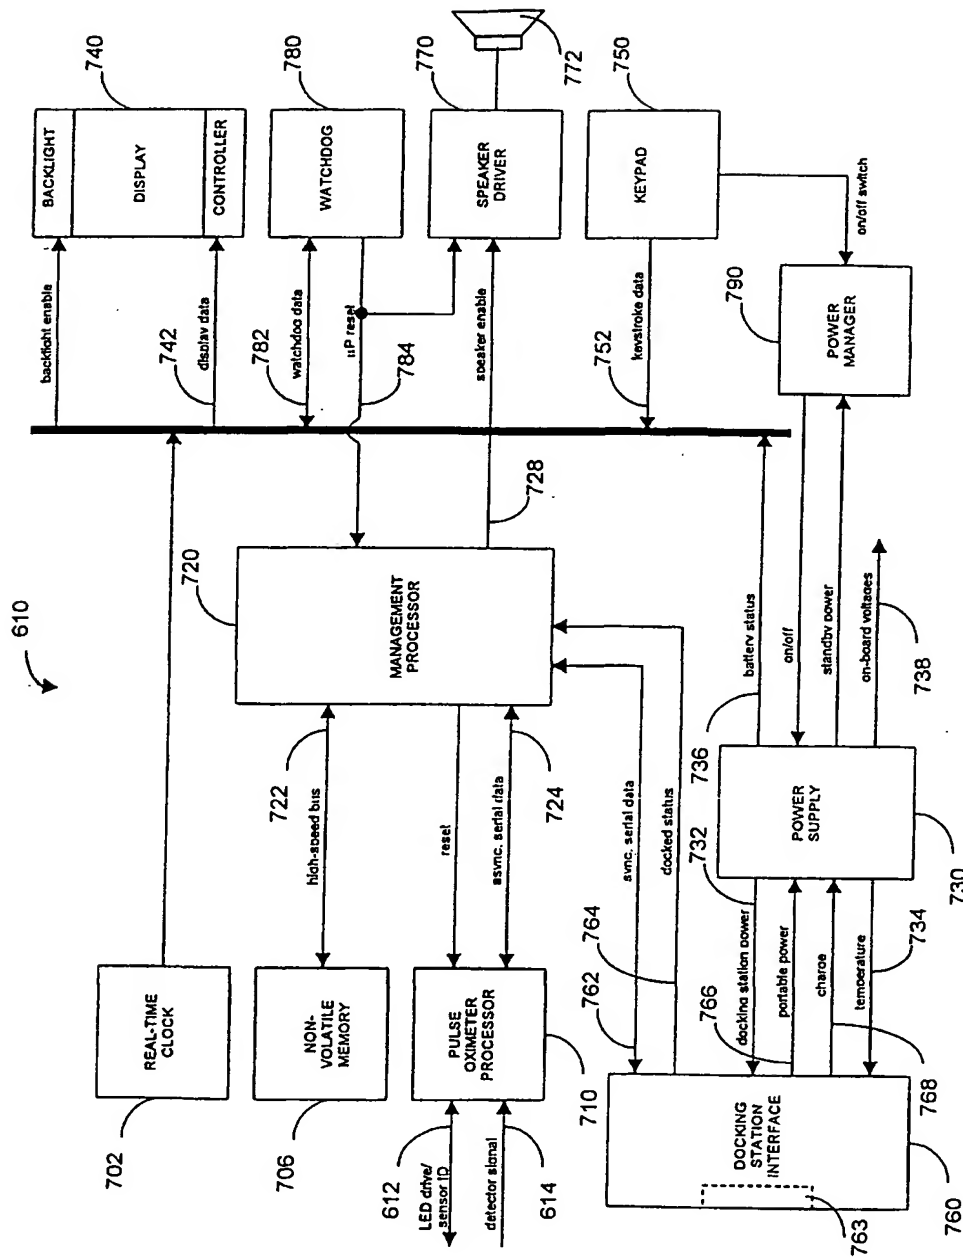 610
702
REAL-TIME
CLOCK
706
NON-
VOLATILE
MEMORY
710
PULSE
OXIMETER
PROCESSOR
612
LED drive/
sensor ID
614
detector signal
720
MANAGEMENT
PROCESSOR
722
high-speed bus
reset
724
async. serial data
728
740
BACKLIGHT
DISPLAY
CONTROLLER
backlight enable
742
display data
780
WATCHDOG
782
watchdog data
uP reset
784
770
SPEAKER
DRIVER
772
speaker enable
750
KEYPAD
752
keystroke data
on/off switch
790
POWER
MANAGER
762
sync. serial data
764
docked status
736
battery status
on/off
standby power
on-board voltages
738
730
POWER
SUPPLY
732
docking station power
766
portable power
charge
768
temperature
734
760
DOCKING
STATION
INTERFACE
763